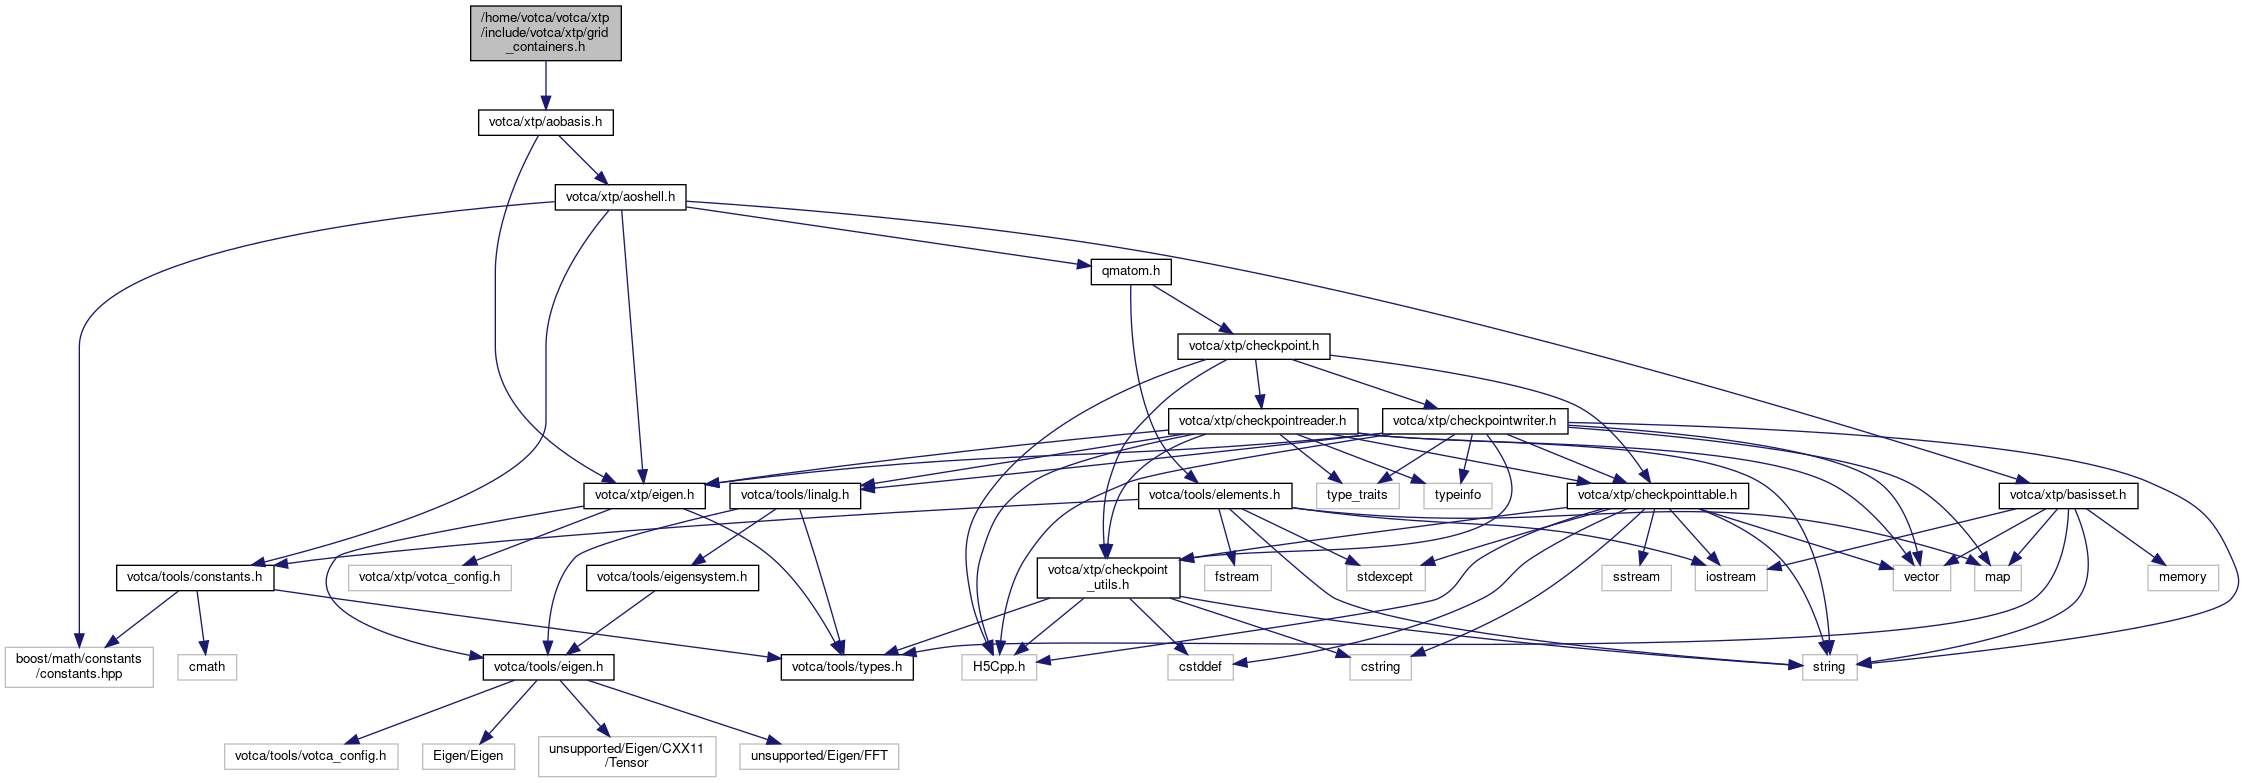 /home/votca/votca/xtp
/include/votca/xtp/grid
_containers.h
votca/xtp/aobasis.h
votca/xtp/aoshell.h
qmatom.h
votca/xtp/checkpoint.h
votca/xtp/checkpointreader.h
votca/xtp/checkpointwriter.h
votca/xtp/eigen.h
votca/tools/linalg.h
votca/tools/elements.h
type_traits
typeinfo
votca/xtp/checkpointtable.h
votca/xtp/basisset.h
votca/tools/constants.h
votca/xtp/votca_config.h
votca/tools/eigensystem.h
votca/xtp/checkpoint
_utils.h
fstream
stdexcept
sstream
iostream
vector
map
memory
boost/math/constants
/constants.hpp
cmath
votca/tools/eigen.h
votca/tools/types.h
H5Cpp.h
cstddef
cstring
string
votca/tools/votca_config.h
Eigen/Eigen
unsupported/Eigen/CXX11
/Tensor
unsupported/Eigen/FFT